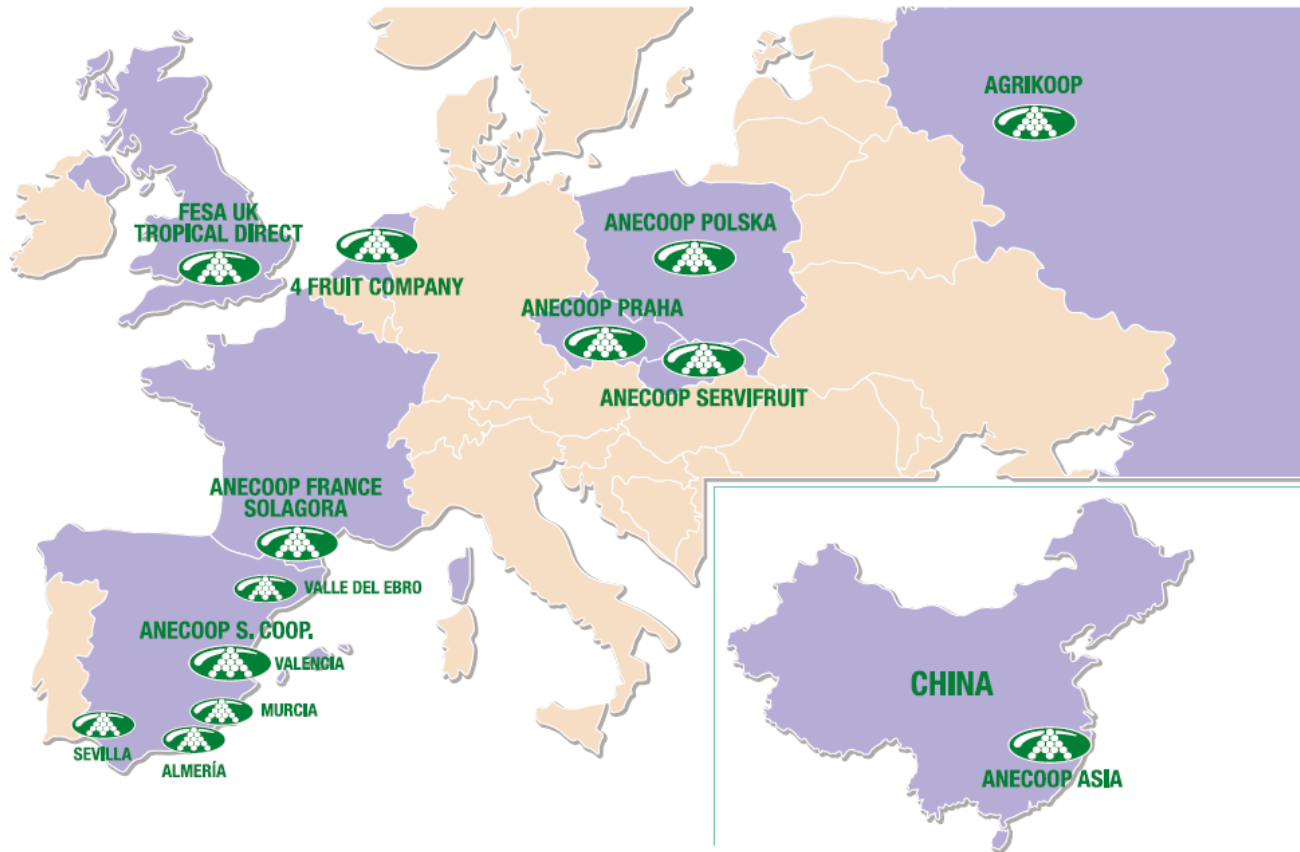 AGRIKOOP
FESA UK
TROPICAL DIRECT
ANECOOP POLSKA
4 FRUIT COMPANY
ANECOOP PRAHA
ANECOOP SERVIFRUIT
ANECOOP FRANCE
SOLAGORA
VALLE DEL EBRO
ANECOOP S. COOP.
VALENCIA
MURCIA
SEVILLA
ALMERÍA
CHINA
ANECOOP ASIA